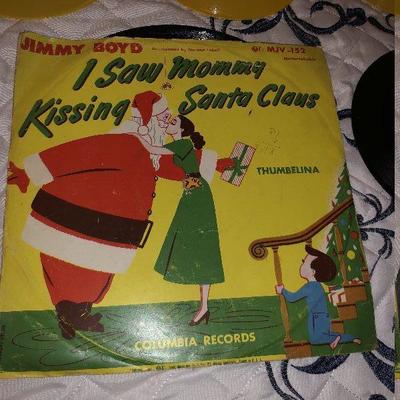 JIMMY BOYD
MJV-152
I Saw Mommy
Kissing Santa Claus
THUMBELINA
COLUMBIA RECORDS